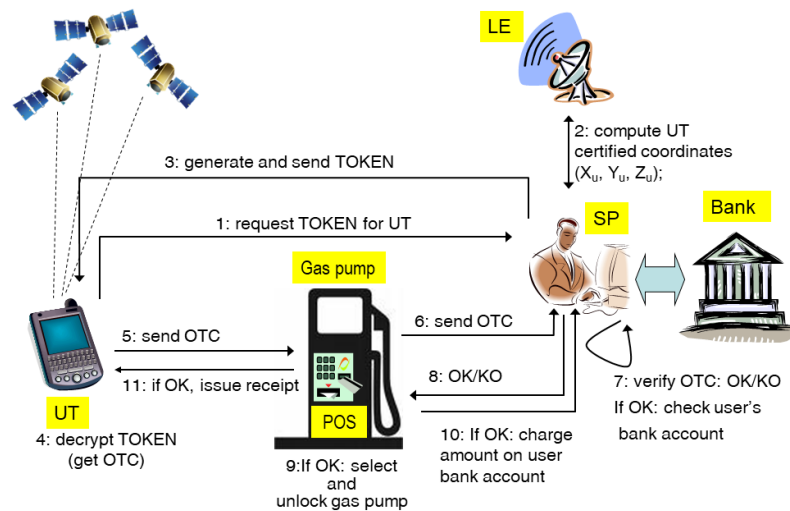 LE
2: compute UT
certified coordinates
(Xu, Yu, Zu);
3: generate and send TOKEN
SP
Bank
1: request TOKEN for UT
Gas pump
5: send OTC
6: send OTC
11: if OK, issue receipt
8: OK/KO
7: verify OTC: OK/KO
If OK: check user's
bank account
UT
POS
4: decrypt TOKEN
(get OTC)
10: If OK: charge
amount on user
bank account
9:If OK: select
and
unlock gas pump